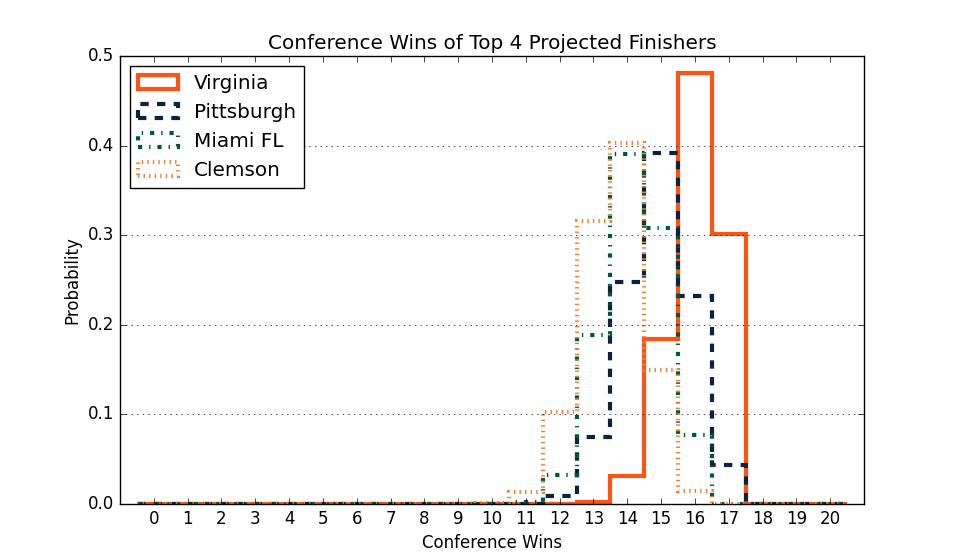 Conference Wins of Top 4 Projected Finishers
0.5
0.4
0.3
0.2
0.1
0.0
Probability
Virginia
Pittsburgh
Miami FL
Clemson
0 1 2 3 4 5 6 7 8 9 10 11 12 13 14 15 16 17 18 19 20
Conference Wins